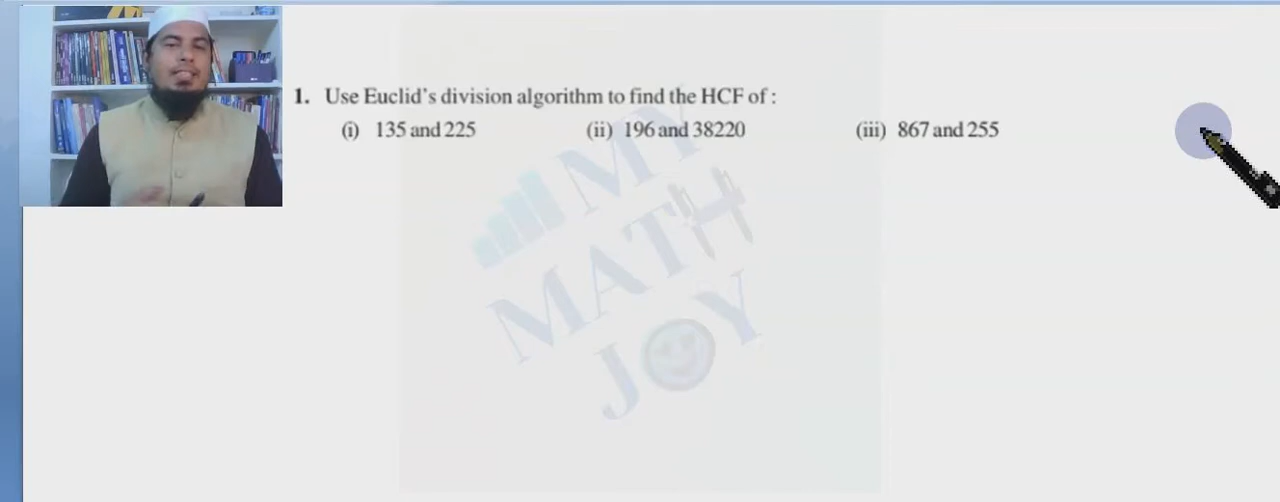 1. Use Euclid's division algorithm to find the HCF of :
(i) 135 and 225 (ii) 196 and 38220 (iii) 867 and 255
MY
MATH
JOY